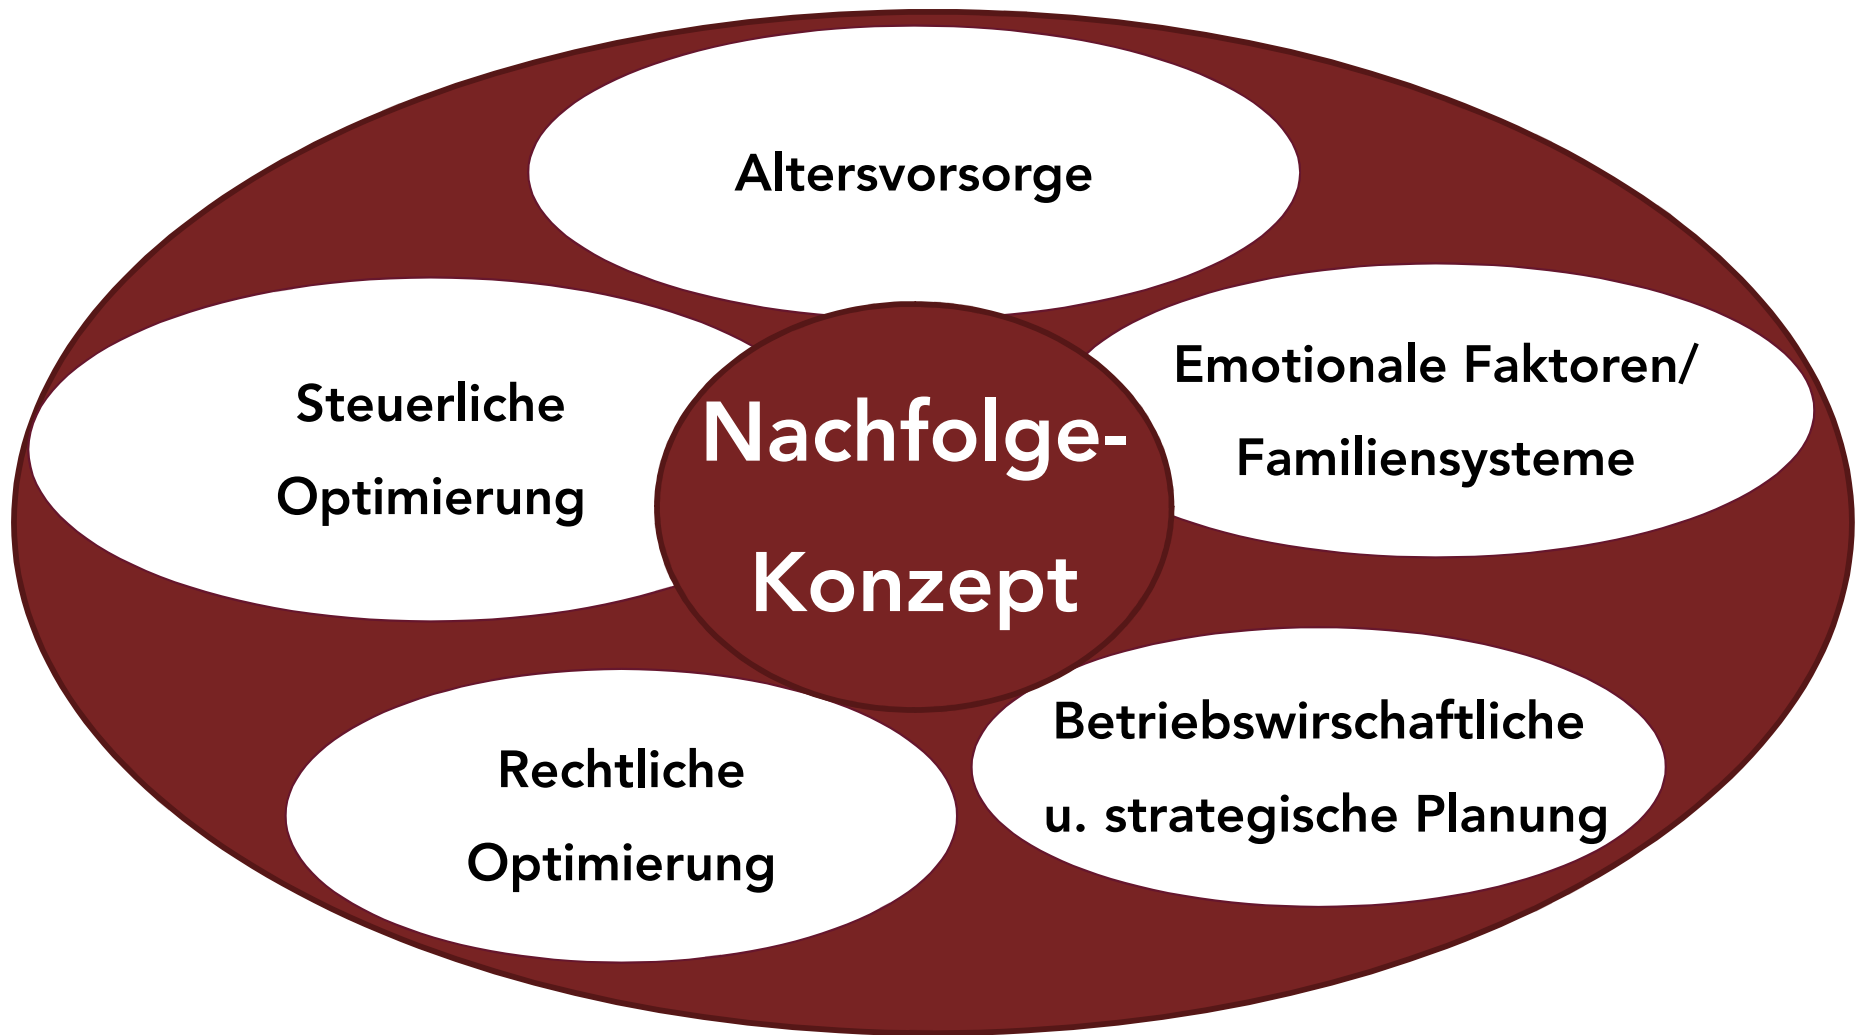 Altersvorsorge
Emotionale Faktoren/
Familiensysteme
Steuerliche
Optimierung
Nachfolge-
Konzept
Betriebswirschaftliche
u. strategische Planung
Rechtliche
Optimierung